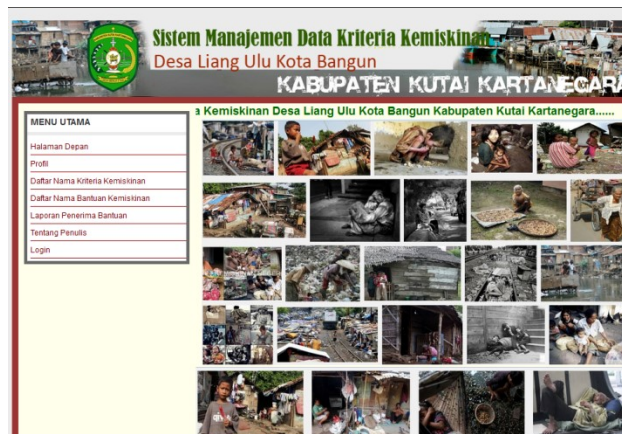 Sistem Manajemen Data Kriteria Kemiskinan
Desa Liang Ulu Kota Bangun
KABUPATEN KUTAI KARTANEGARA
a Kemiskinan Desa Liang Ulu Kota Bangun Kabupaten Kutai Kartanegara......
MENU UTAMA
Halaman Depan
Profil
Daftar Nama Kriteria Kemiskinan
Daftar Nama Bantuan Kemiskinan
Laporan Penerima Bantuan
Tentang Penulis
Login